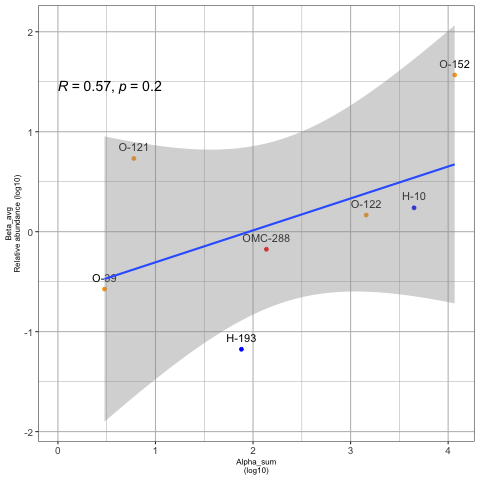 2
1
0
-1
-2
Beta_avg
Relative abundance (log10)
R = 0.57, p = 0.2
O-152
O-121
H-10
O-122
OMC-288
O-39
H-193
0 1 2 3 4
Alpha_sum
(log10)